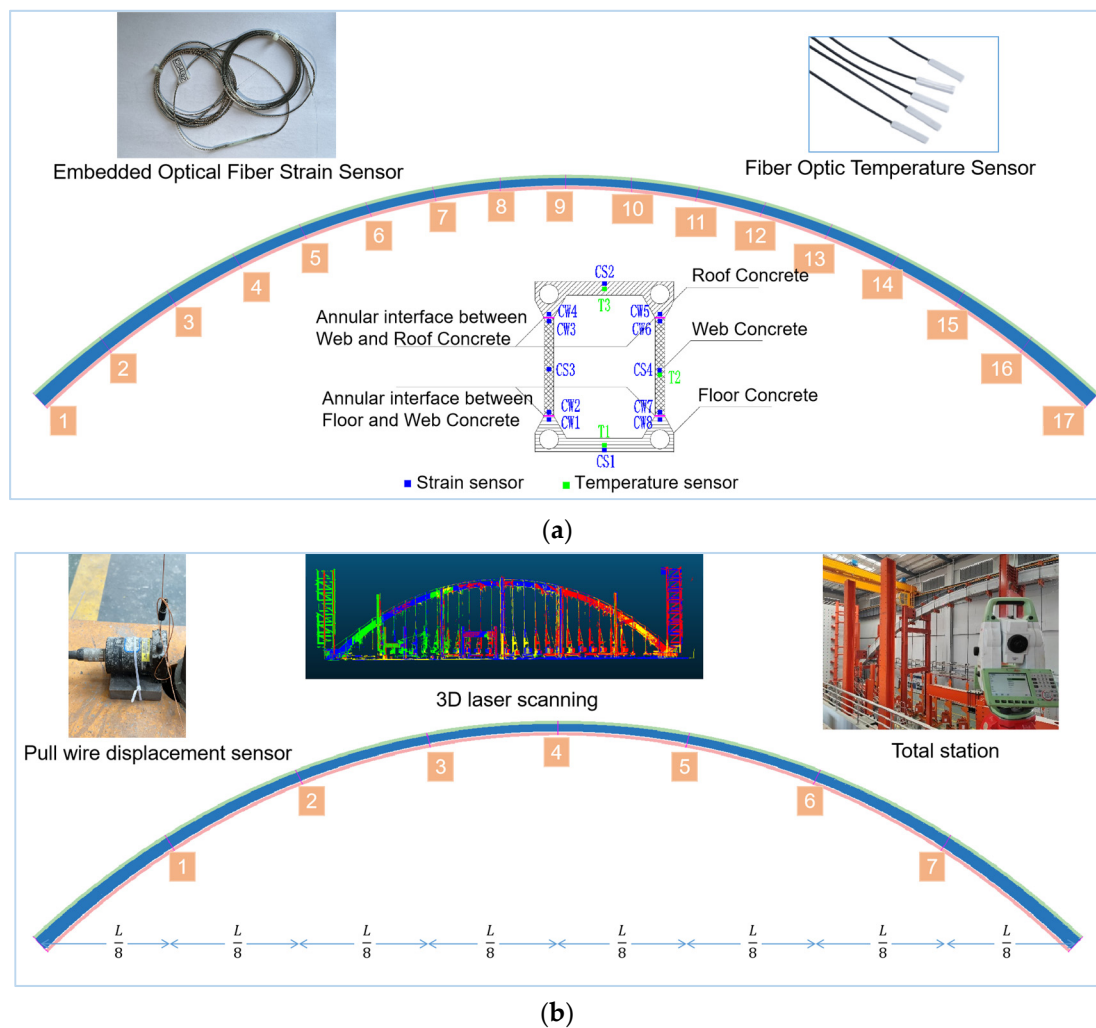 Embedded Optical Fiber Strain Sensor
Fiber Optic Temperature Sensor
1
2
3
4
5
6
7
8
9
10
11
12
13
14
15
16
17
CS2
T3
CW4
CW3
CW5
CW6
CS3
CS4
T2
CW2
CW1
CW7
CW8
T1
CS1
Roof Concrete
Annular interface between
Web and Roof Concrete
Web Concrete
Annular interface between
Floor and Web Concrete
Floor Concrete
Strain sensor
Temperature sensor
(a)
Pull wire displacement sensor
3D laser scanning
Total station
1
2
3
4
5
6
7
L/8
L/8
L/8
L/8
L/8
L/8
L/8
L/8
(b)